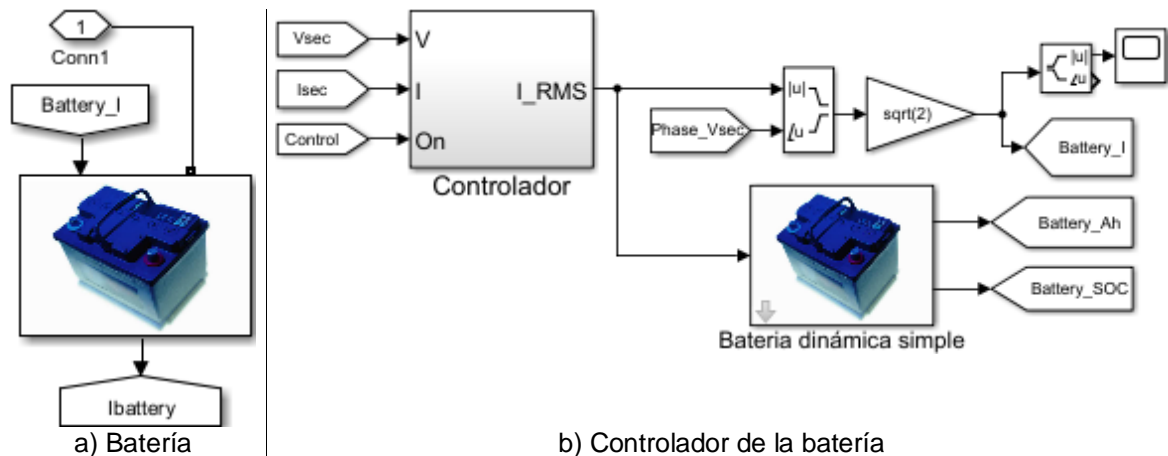 1
Conn1
Battery_I
Ibattery
a) Batería
Vsec
Isec
Control
V
I
On
I_RMS
Controlador
Phase_Vsec
|u|
∠u
sqrt(2)
|u|
∠u
Battery_I
Battery_Ah
Battery_SOC
Bateria dinámica simple
b) Controlador de la batería